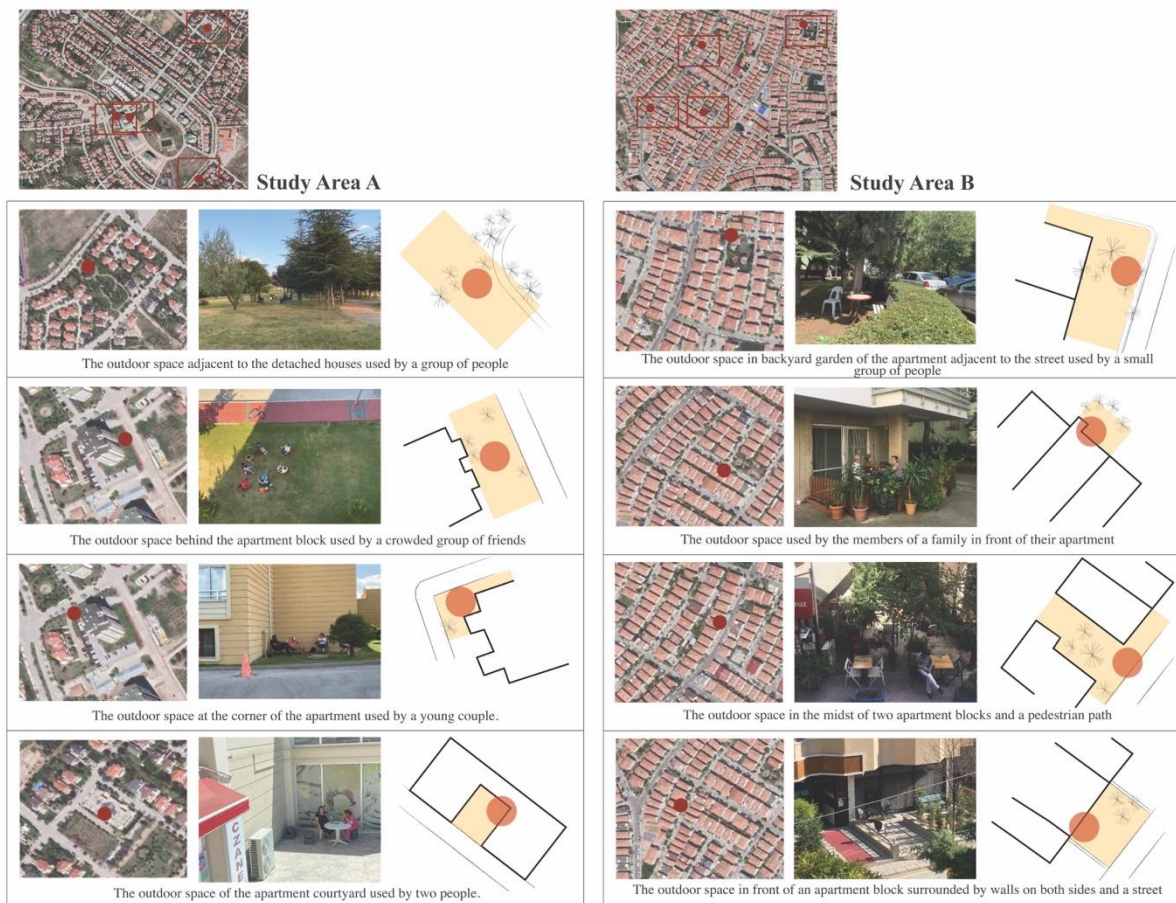 Study Area A
The outdoor space adjacent to the detached houses used by a group of people
The outdoor space behind the apartment block used by a crowded group of friends
The outdoor space at the corner of the apartment used by a young couple.
CZANE
The outdoor space of the apartment courtyard used by two people.
Study Area B
The outdoor space in backyard garden of the apartment adjacent to the street used by a small
group of people
The outdoor space used by the members of a family in front of their apartment
The outdoor space in the midst of two apartment blocks and a pedestrian path
The outdoor space in front of an apartment block surrounded by walls on both sides and a street